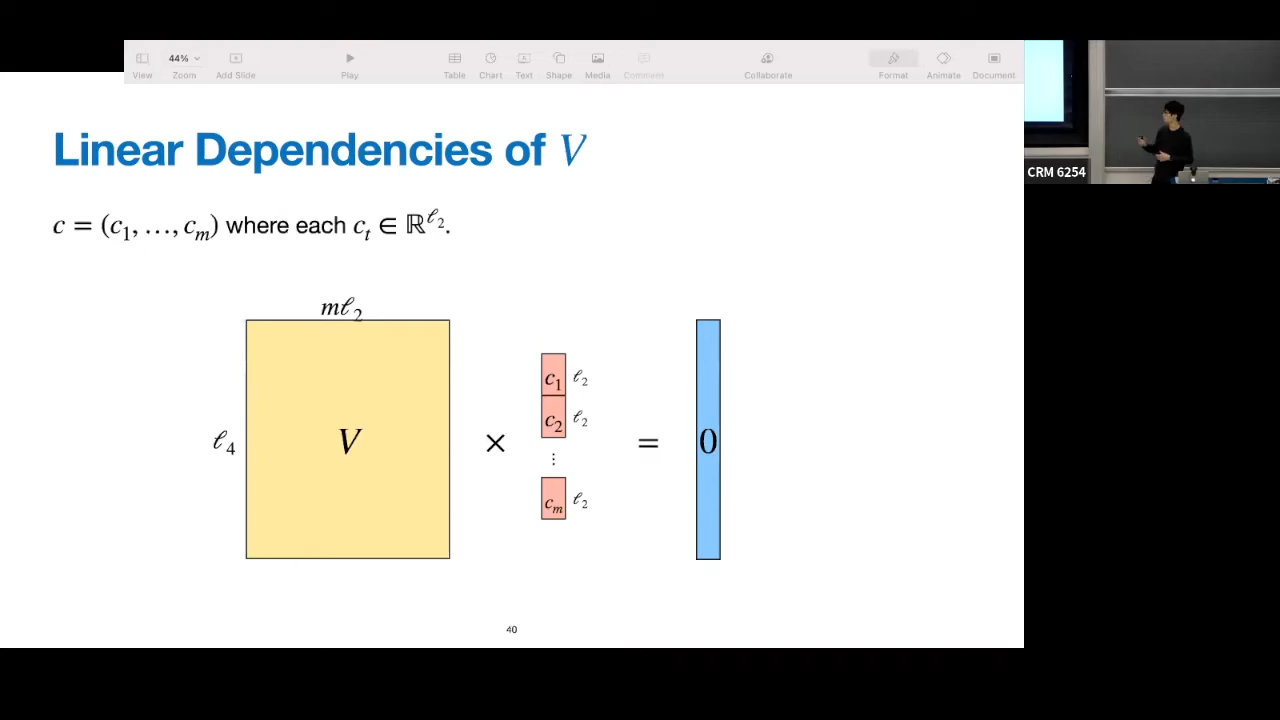 44%
View Zoom Add Slide Play Table Chart Text Shape Media Comment Collaborate Format Animate Document
Linear Dependencies of V
c = (c₁, …, cₘ) where each cₜ ∈ ℝ^ℓ₂.
CRM 6254
mℓ₂
ℓ₄
V
×
c₁ ℓ₂
c₂ ℓ₂
⋮
cₘ ℓ₂
=
0
40